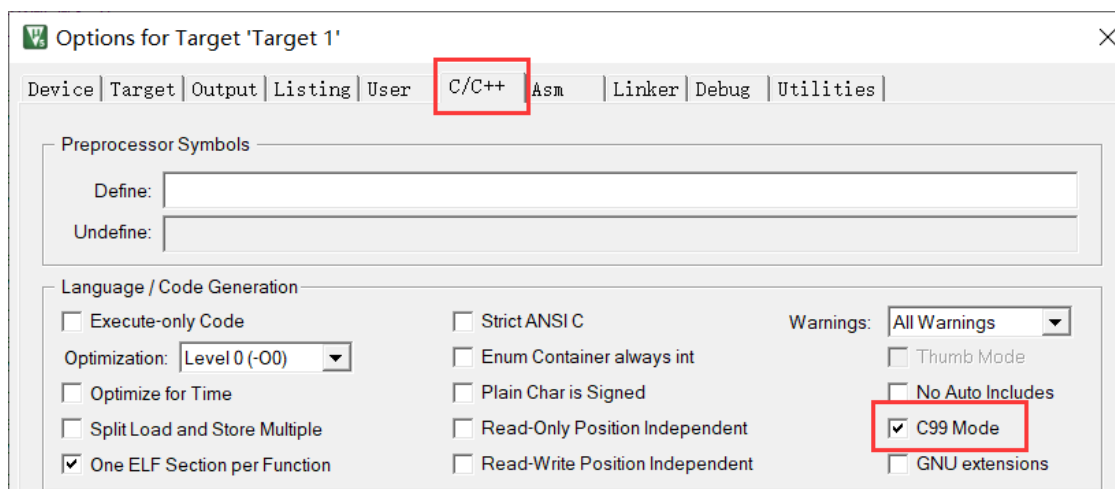 Options for Target 'Target 1'
Device Target Output Listing User C/C++ Asm Linker Debug Utilities
Preprocessor Symbols
Define:
Undefine:
Language / Code Generation
Execute-only Code Strict ANSI C Warnings: All Warnings
Optimization: Level 0 (-O0) Enum Container always int Thumb Mode
Optimize for Time Plain Char is Signed No Auto Includes
Split Load and Store Multiple Read-Only Position Independent C99 Mode
One ELF Section per Function Read-Write Position Independent GNU extensions